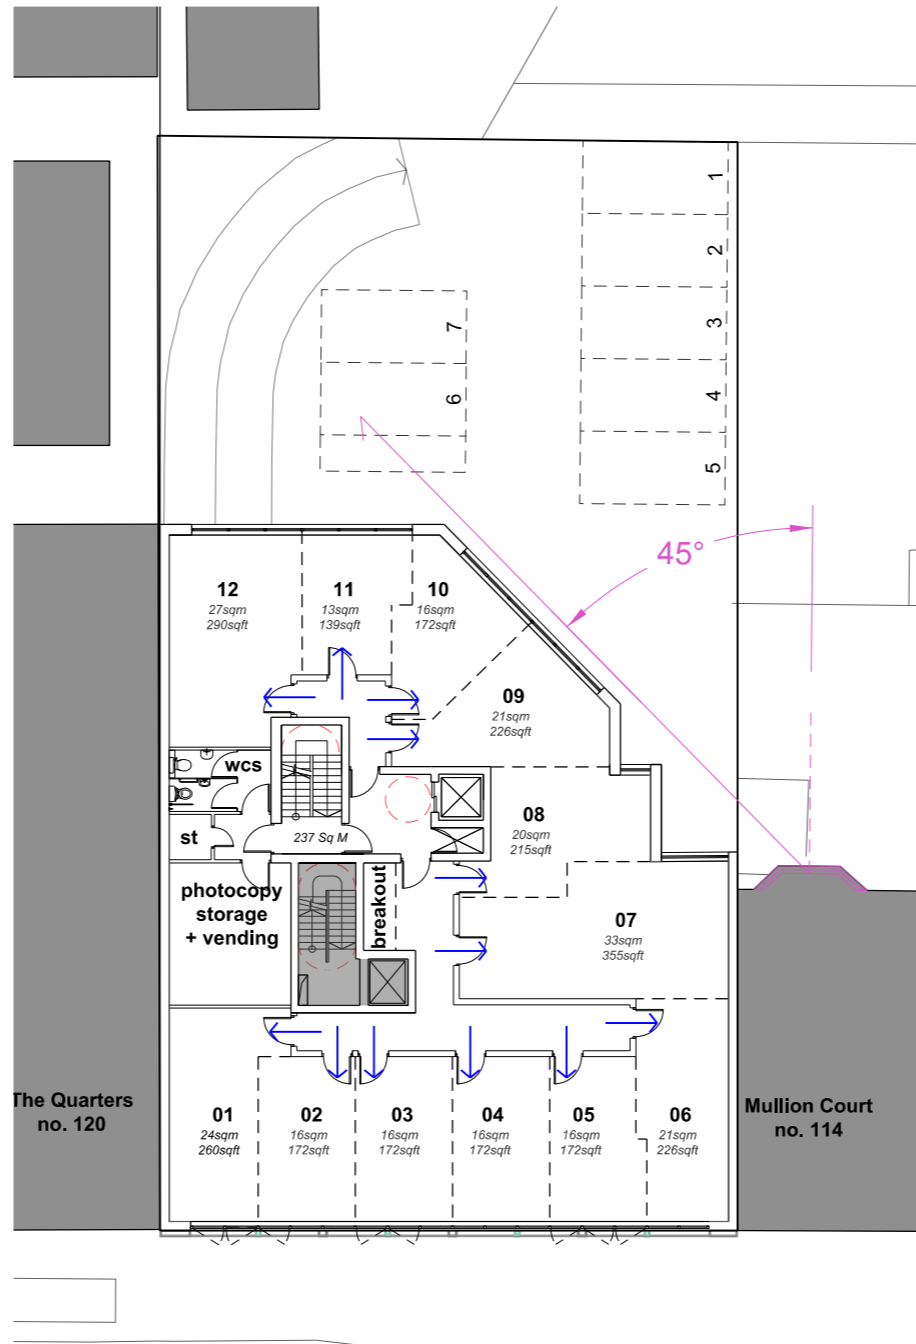 1
2
3
7
4
6
5
45°
12
27sqm
290sqft
11
13sqm
139sqft
10
16sqm
172sqft
09
21sqm
226sqft
wcs
st
237 Sq M
08
20sqm
215sqft
photocopy
storage
+ vending
breakout
07
33sqm
355sqft
The Quarters
no. 120
01
24sqm
260sqft
02
16sqm
172sqft
03
16sqm
172sqft
04
16sqm
172sqft
05
16sqm
172sqft
06
21sqm
226sqft
Mullion Court
no. 114